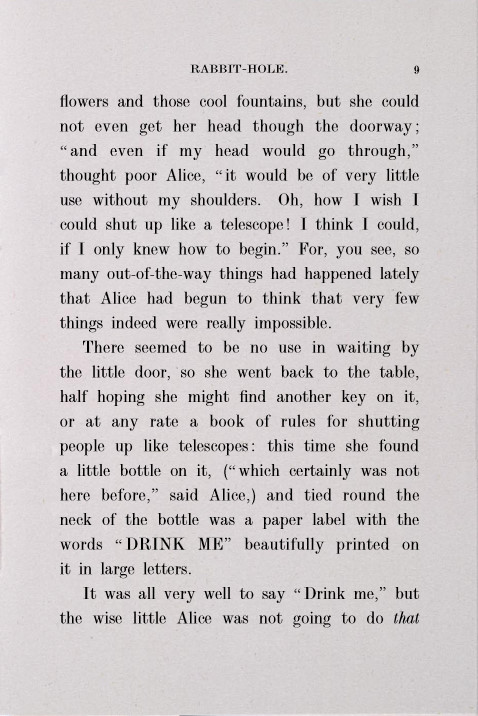 RABBIT-HOLE. 9
flowers and those cool fountains, but she could
not even get her head though the doorway;
“and even if my head would go through,”
thought poor Alice, “it would be of very little
use without my shoulders. Oh, how I wish I
could shut up like a telescope! I think I could,
if I only knew how to begin.” For, you see, so
many out-of-the-way things had happened lately
that Alice had begun to think that very few
things indeed were really impossible.
There seemed to be no use in waiting by
the little door, so she went back to the table,
half hoping she might find another key on it,
or at any rate a book of rules for shutting
people up like telescopes: this time she found
a little bottle on it, (“which certainly was not
here before,” said Alice,) and tied round the
neck of the bottle was a paper label with the
words “DRINK ME” beautifully printed on
it in large letters.
It was all very well to say “Drink me,” but
the wise little Alice was not going to do that